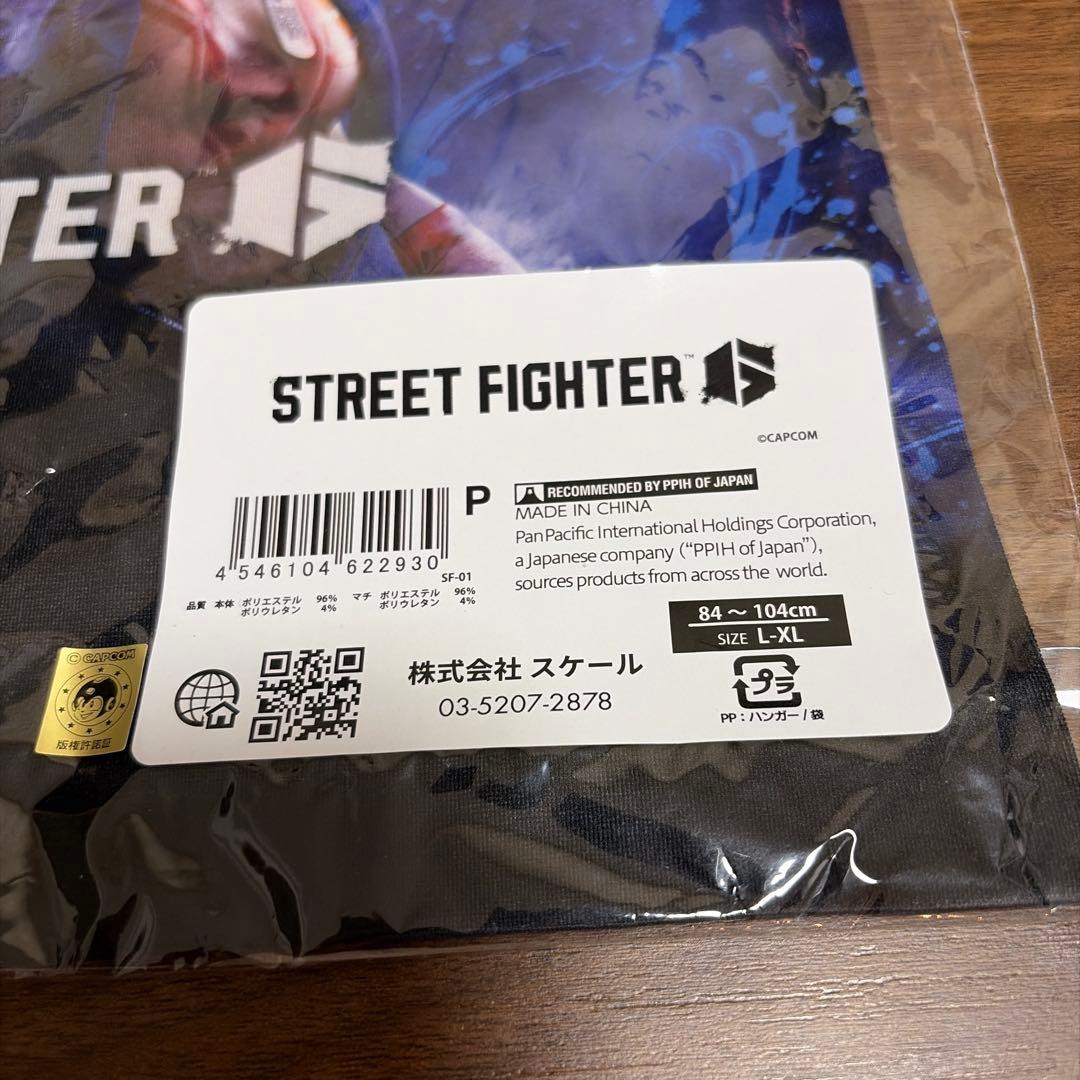 TER™ 6
STREET FIGHTER™ 6
©CAPCOM
P
RECOMMENDED BY PPIH OF JAPAN
MADE IN CHINA
Pan Pacific International Holdings Corporation,
a Japanese company (“PPIH of Japan”),
sources products from across the world.
4 546104 622930
SF-01
品質 本体 ポリエステル 96% マチ ポリエステル 96%
ポリウレタン 4% ポリウレタン 4%
84 〜 104cm
SIZE L-XL
株式会社 スケール
03-5207-2878
プラ
PP：ハンガー / 袋
© CAPCOM
版権許諾証